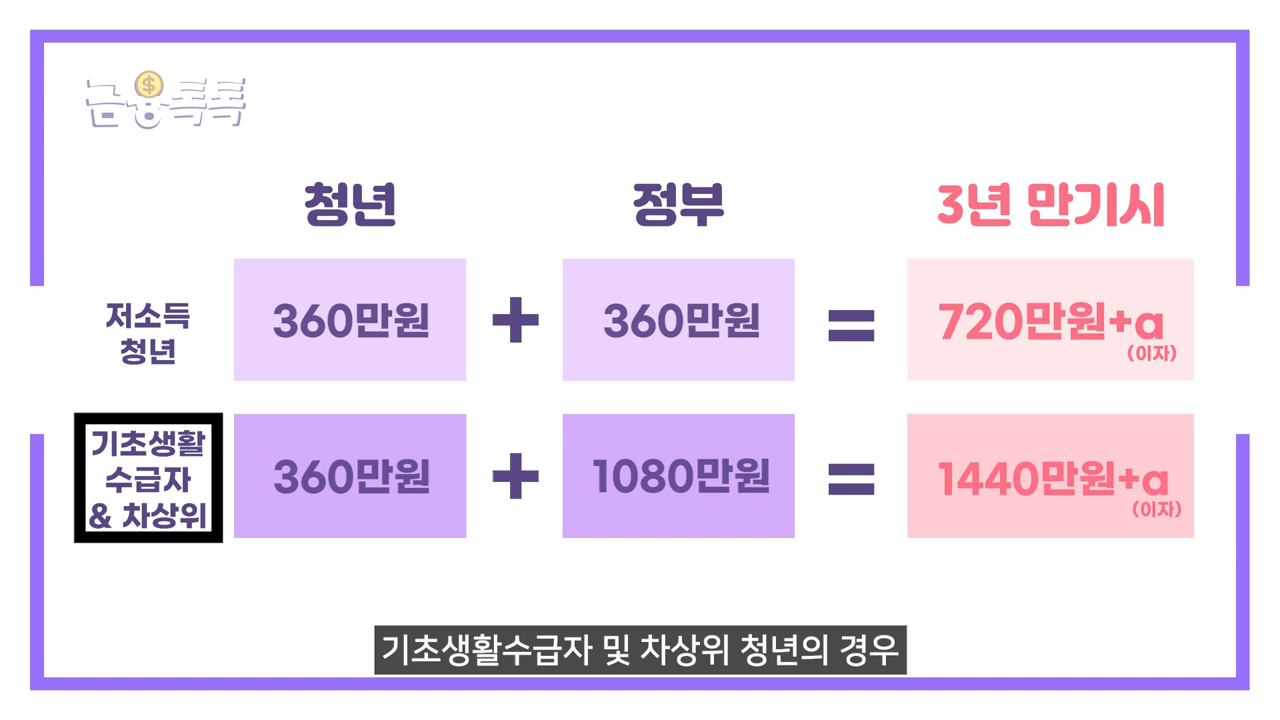 금융톡톡
청년 정부 3년 만기시
저소득
청년
360만원 + 360만원 = 720만원+a
(이자)
기초생활
수급자
& 차상위
360만원 + 1080만원 = 1440만원+a
(이자)
기초생활수급자 및 차상위 청년의 경우